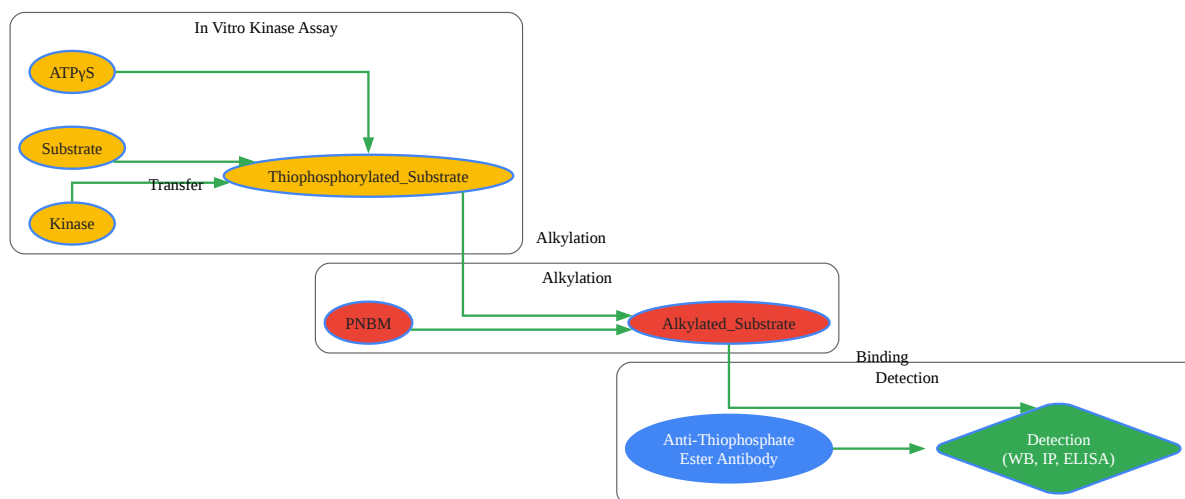 In Vitro Kinase Assay
ATPγS
Substrate
Thiophosphorylated_Substrate
Transfer
Kinase
Alkylation
Alkylation
PNBM
Alkylated_Substrate
Binding
Detection
Anti-Thiophosphate
Ester Antibody
Detection
(WB, IP, ELISA)